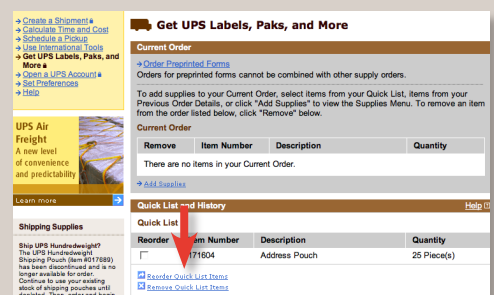 Create a Shipment
Calculate Time and Cost
Schedule a Pickup
Use International Tools
Get UPS Labels, Paks, and
More
Open a UPS Account
Set Preferences
Help
UPS Air
Freight
A new level
of convenience
and predictability
Learn more
Shipping Supplies
Ship UPS Hundredweight?
The UPS Hundredweight
Shipping Pouch (item #017889)
has been discontinued and is no
longer available for order.
Continue to use your existing
stock of shipping pouches until
depleted. Then, order and begin
Get UPS Labels, Paks, and More
Current Order
Order Preprinted Forms
Orders for preprinted forms cannot be combined with other supply orders.
To add supplies to your Current Order, select items from your Quick List, items from your
Previous Order Details, or click "Add Supplies" to view the Supplies Menu. To remove an item
from the order listed below, click "Remove" below.
Current Order
Remove Item Number Description Quantity
There are no items in your Current Order.
Add Supplies
Quick List and History Help
Quick List
Reorder Number Description Quantity
171604 Address Pouch 25 Piece(s)
Reorder Quick List Items
Remove Quick List Items